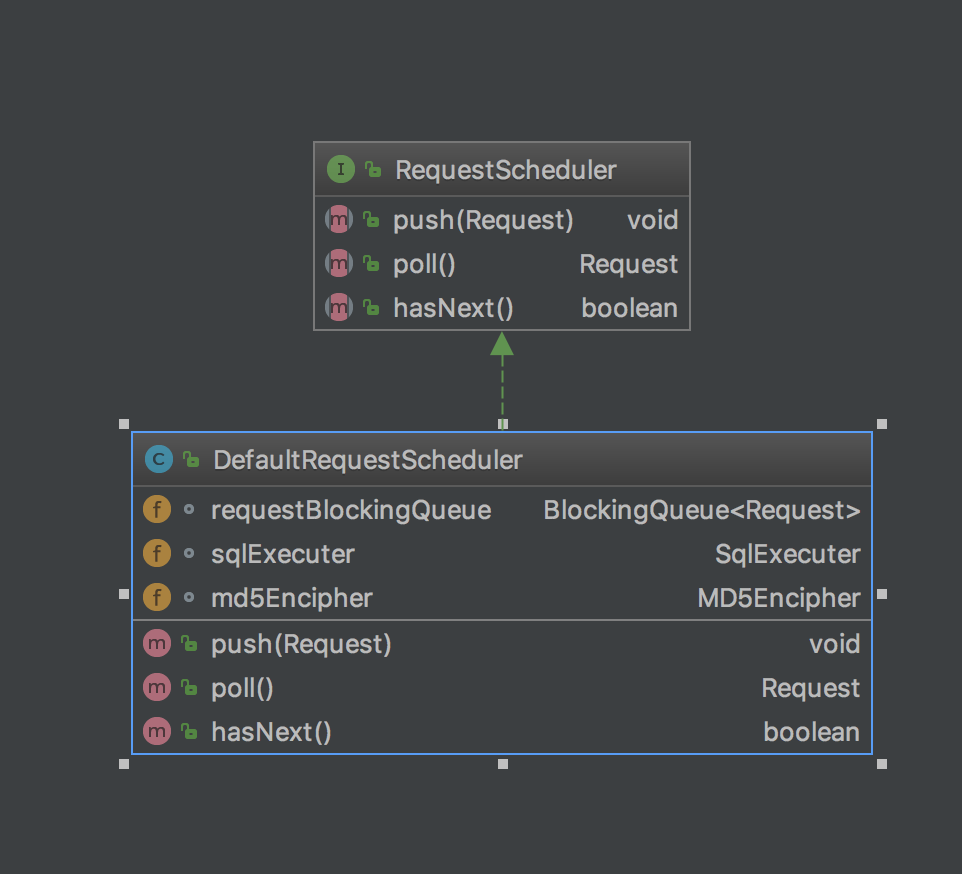 I RequestScheduler
m push(Request) void
m poll() Request
m hasNext() boolean
C DefaultRequestScheduler
f requestBlockingQueue BlockingQueue<Request>
f sqlExecuter SqlExecuter
f md5Encipher MD5Encipher
m push(Request) void
m poll() Request
m hasNext() boolean